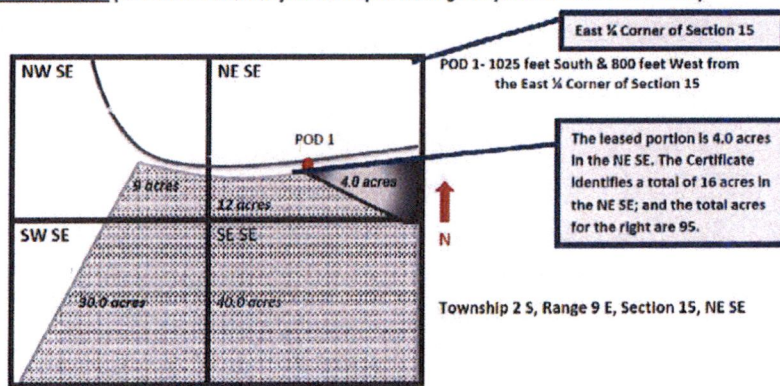 East ¼ Corner of Section 15
NW SE
NE SE
POD 1- 1025 feet South & 800 feet West from
the East ¼ Corner of Section 15
POD 1
The leased portion is 4.0 acres
in the NE SE. The Certificate
identifies a total of 16 acres in
the NE SE; and the total acres
for the right are 95.
9 acres
4.0 acres
12 acres
N
SW SE
SE SE
30.0 acres
40.0 acres
Township 2 S, Range 9 E, Section 15, NE SE